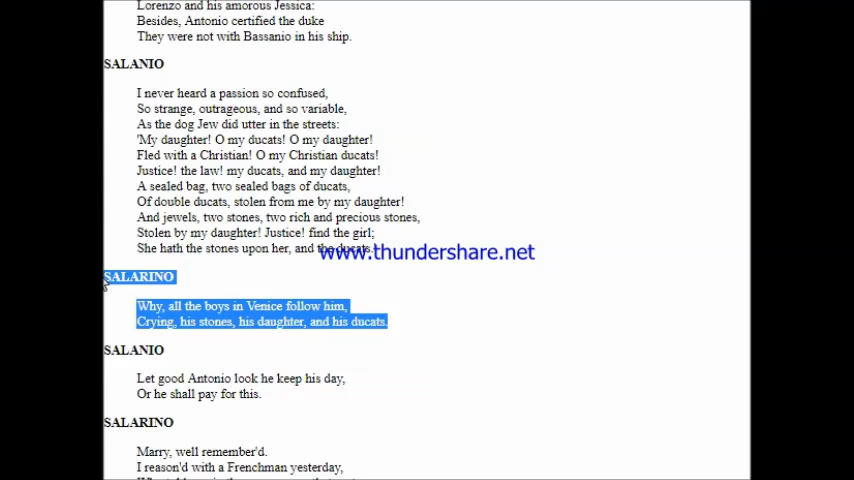 Lorenzo and his amorous Jessica:
Besides, Antonio certified the duke
They were not with Bassanio in his ship.
SALANIO
I never heard a passion so confused,
So strange, outrageous, and so variable,
As the dog Jew did utter in the streets:
'My daughter! O my ducats! O my daughter!
Fled with a Christian! O my Christian ducats!
Justice! the law! my ducats, and my daughter!
A sealed bag, two sealed bags of ducats,
Of double ducats, stolen from me by my daughter!
And jewels, two stones, two rich and precious stones,
Stolen by my daughter! Justice! find the girl;
She hath the stones upon her, and the ducats.'
www.thundershare.net
SALARINO
Why, all the boys in Venice follow him,
Crying, his stones, his daughter, and his ducats.
SALANIO
Let good Antonio look he keep his day,
Or he shall pay for this.
SALARINO
Marry, well remember'd.
I reason'd with a Frenchman yesterday,